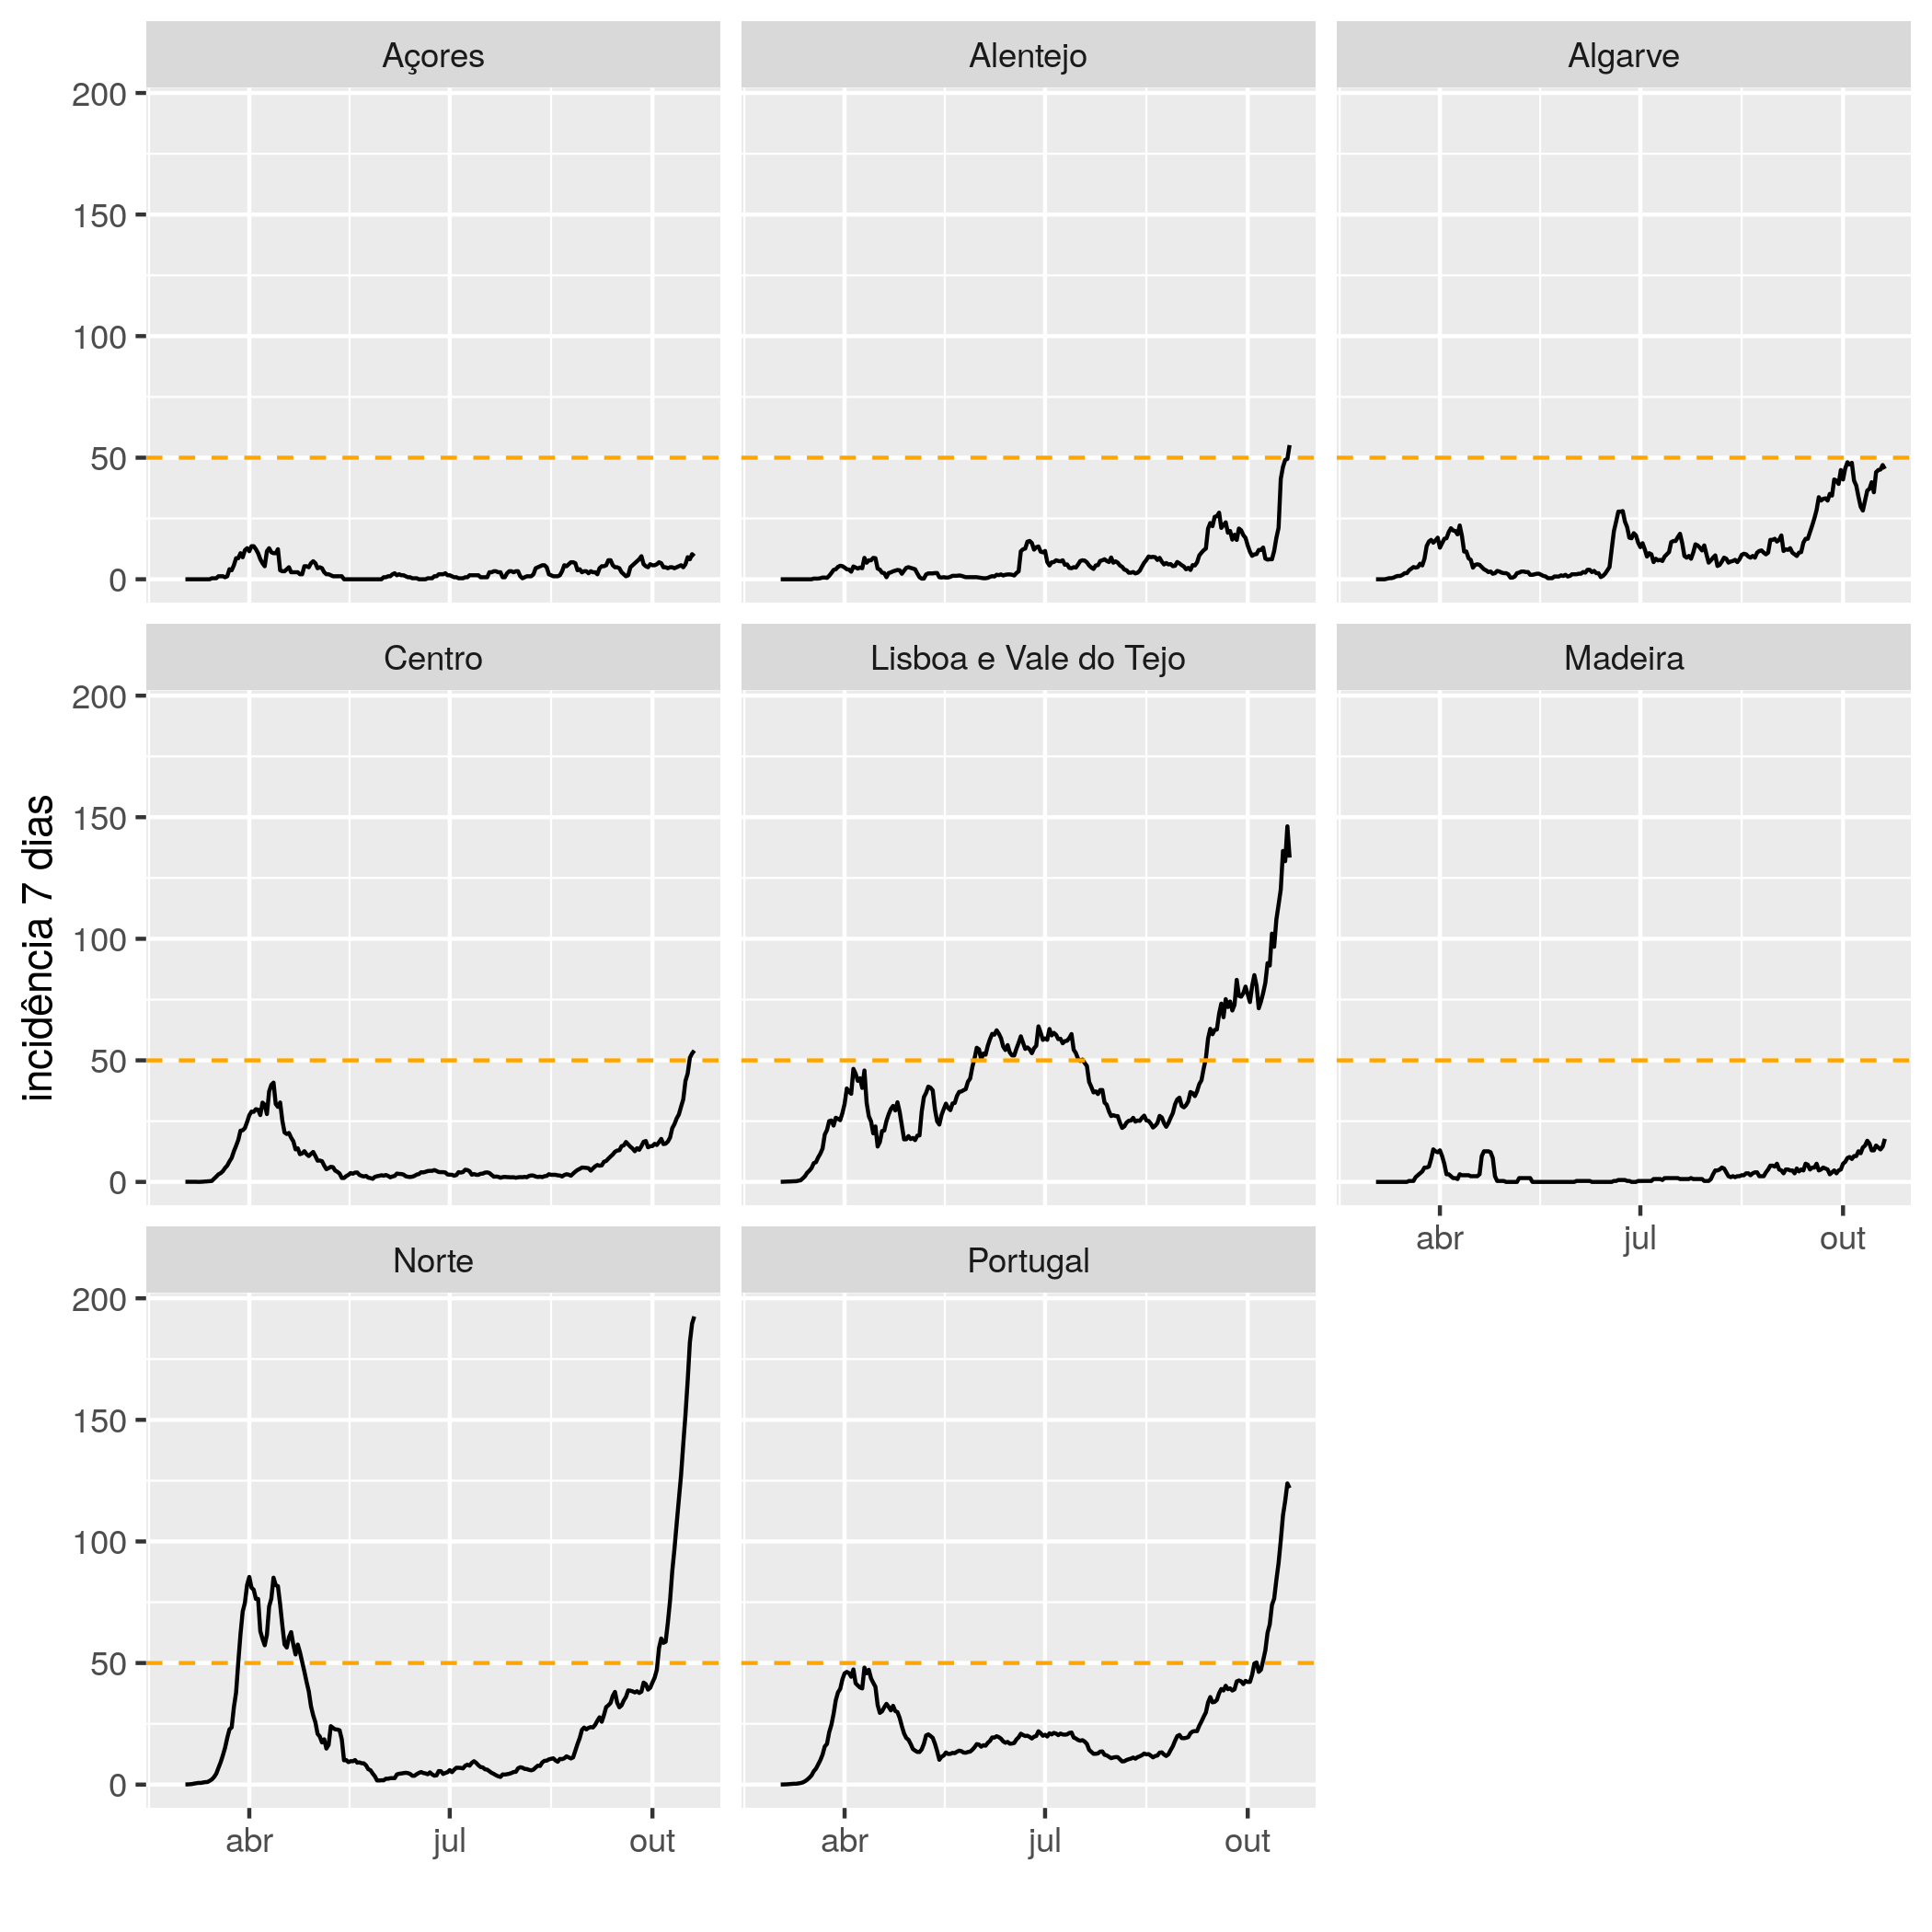 Açores
Alentejo
Algarve
200
150
100
50
0
Centro
Lisboa e Vale do Tejo
Madeira
200
150
100
50
0
incidência 7 dias
abr
jul
out
Norte
Portugal
200
150
100
50
0
abr
jul
out
abr
jul
out